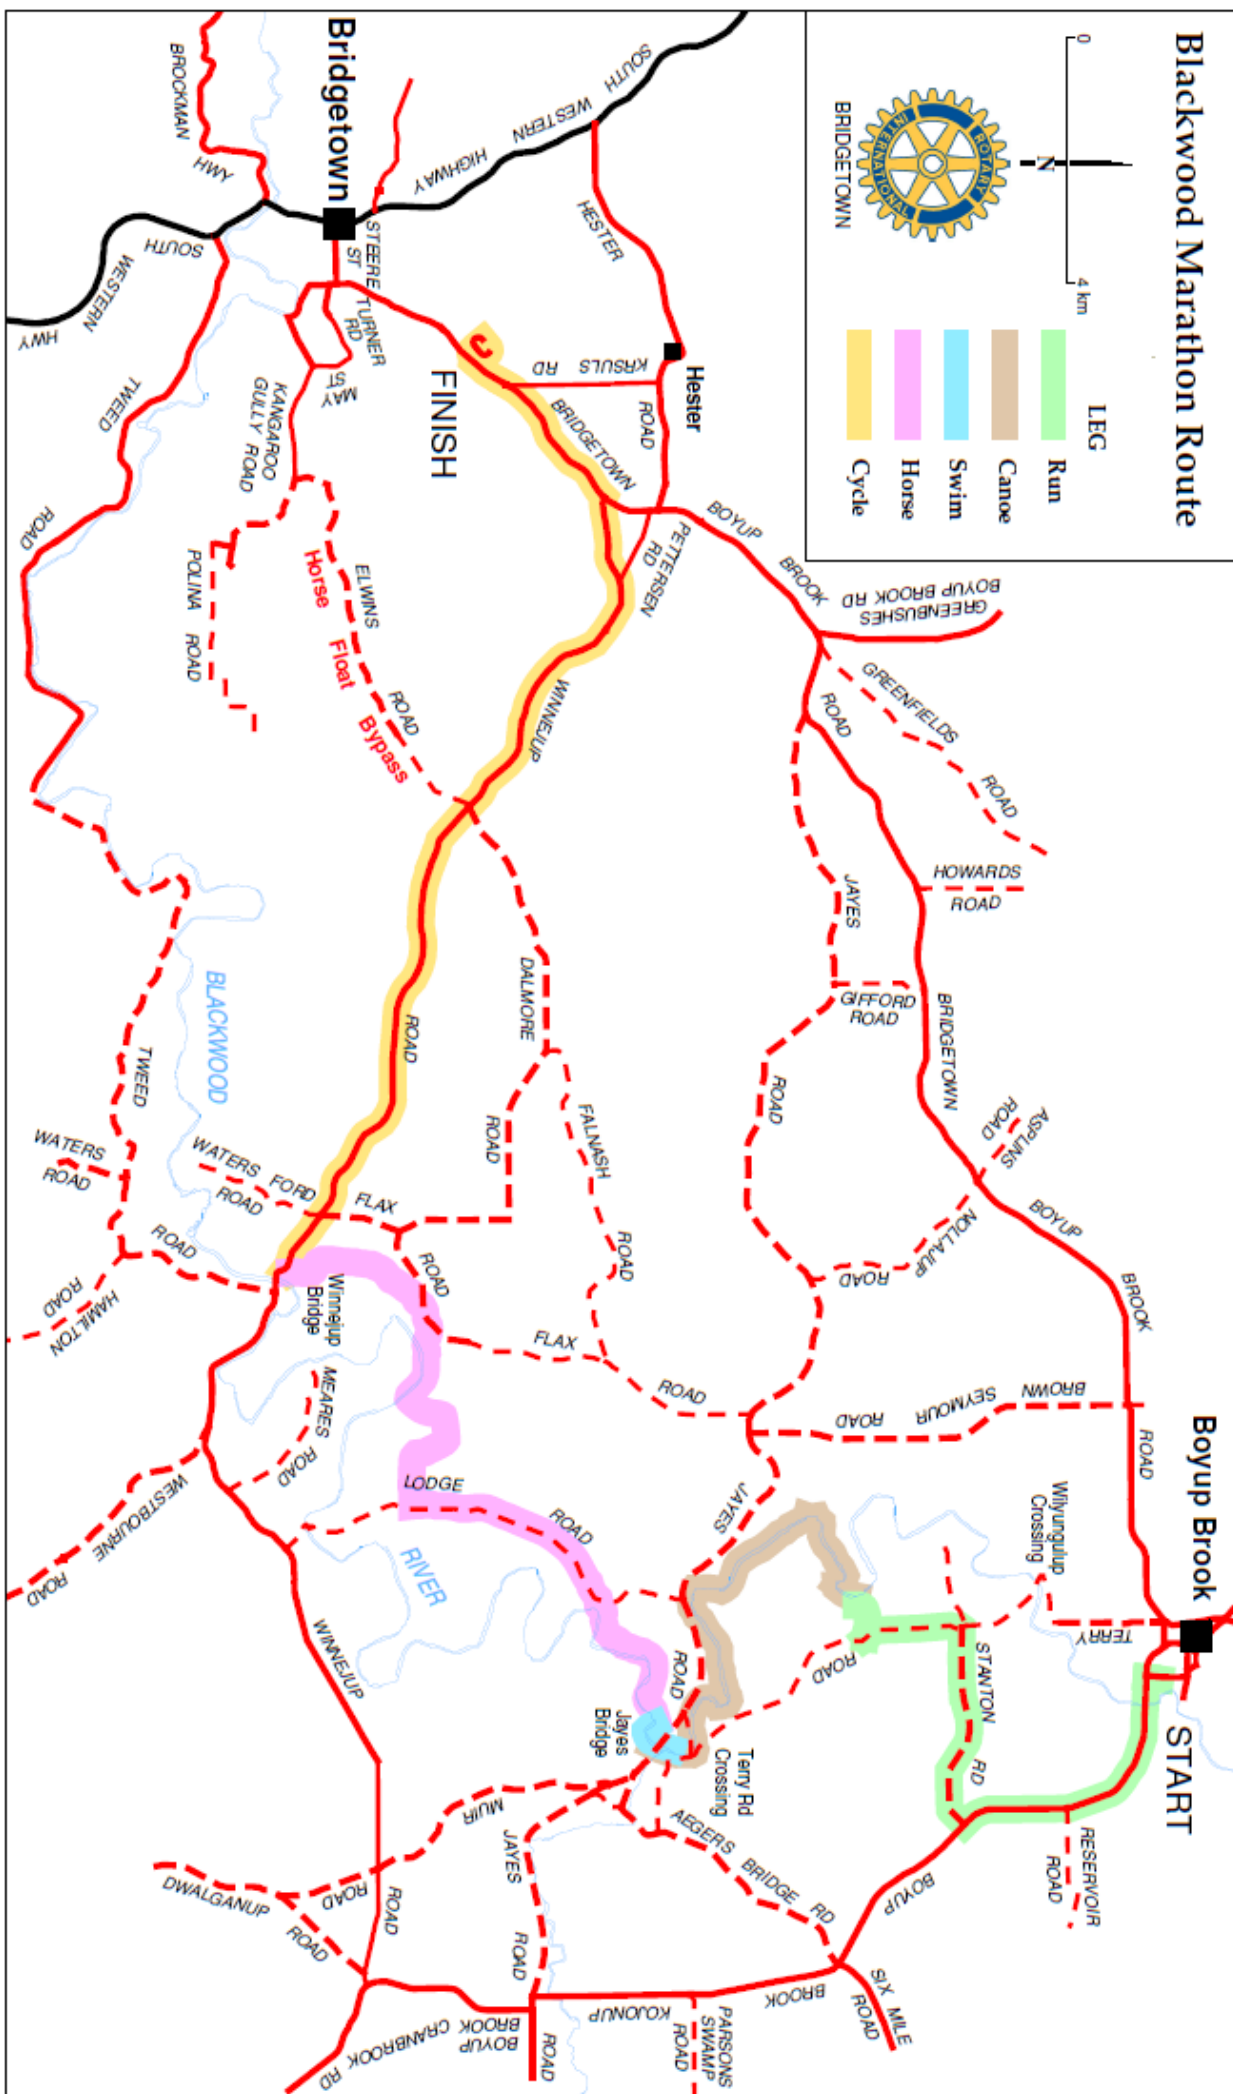 Blackwood Marathon Route
0
4 km
N
ROTARY
INTERNATIONAL
BRIDGETOWN
LEG
Run
Canoe
Swim
Horse
Cycle
Boyup Brook
START
Hester
Bridgetown
FINISH
SOUTH
WESTERN
HIGHWAY
HESTER
ROAD
KRSULS
RD
BROCKMAN
HWY
STEERE
ST
TURNER
RD
MAY
ST
KANGAROO
GULLY ROAD
SOUTH
WESTERN
HWY
TWEED
ROAD
POLINA ROAD
ELWINS
ROAD
Horse Float Bypass
BRIDGETOWN
BOYUP
BROOK
ROAD
PETTERSEN
RD
WINNEJUP
ROAD
GREENBUSHES
BOYUP BROOK RD
GREENFIELDS
ROAD
HOWARDS
ROAD
JAYES
GIFFORD
ROAD
ROAD
BRIDGETOWN
BOYUP
BROOK
ROAD
ASPLINS
ROAD
NOLLAJUP
ROAD
DALMORE
ROAD
FALNASH
ROAD
FLAX
ROAD
FLAX
ROAD
WATERS FORD
ROAD
WATERS
ROAD
TWEED
ROAD
HAMILTON
ROAD
BLACKWOOD
RIVER
Winnejup
Bridge
MEARES
ROAD
WESTBOURNE
ROAD
LODGE
ROAD
BROWN
SEYMOUR
ROAD
JAYES
ROAD
Wilyungulup
Crossing
TERRY
ROAD
STANTON
RD
RESERVOIR
ROAD
Terry Rd
Crossing
Jayes
Bridge
AEGERS
BRIDGE RD
BOYUP
BROOK
KOJONUP
ROAD
SIX MILE
ROAD
PARSONS
SWAMP
ROAD
MUIR
ROAD
JAYES
ROAD
WINNEJUP
ROAD
DWALGANUP
ROAD
BOYUP
BROOK CRANBROOK RD